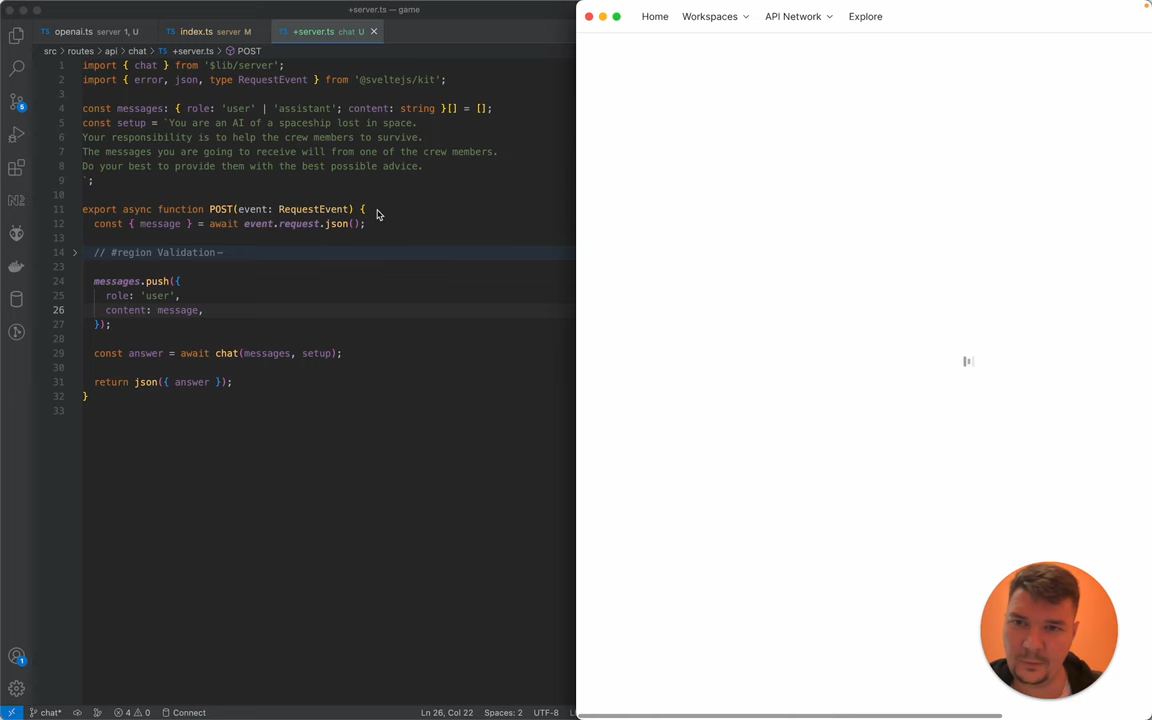 +server.ts — game
TS openai.ts server 1, U
TS index.ts server M
TS +server.ts chat U
src > routes > api > chat > TS +server.ts > POST
1 import { chat } from '$lib/server';
2 import { error, json, type RequestEvent } from '@sveltejs/kit';
3
4 const messages: { role: 'user' | 'assistant'; content: string }[] = [];
5 const setup = `You are an AI of a spaceship lost in space.
6 Your responsibility is to help the crew members to survive.
7 The messages you are going to receive will from one of the crew members.
8 Do your best to provide them with the best possible advice.
9 `;
10
11 export async function POST(event: RequestEvent) {
12 const { message } = await event.request.json();
13
14 // #region Validation
23
24 messages.push({
25 role: 'user',
26 content: message,
27 });
28
29 const answer = await chat(messages, setup);
30
31 return json({ answer });
32 }
33
5
1
chat* 4 0 Connect Ln 26, Col 22 Spaces: 2 UTF-8
Home Workspaces API Network Explore